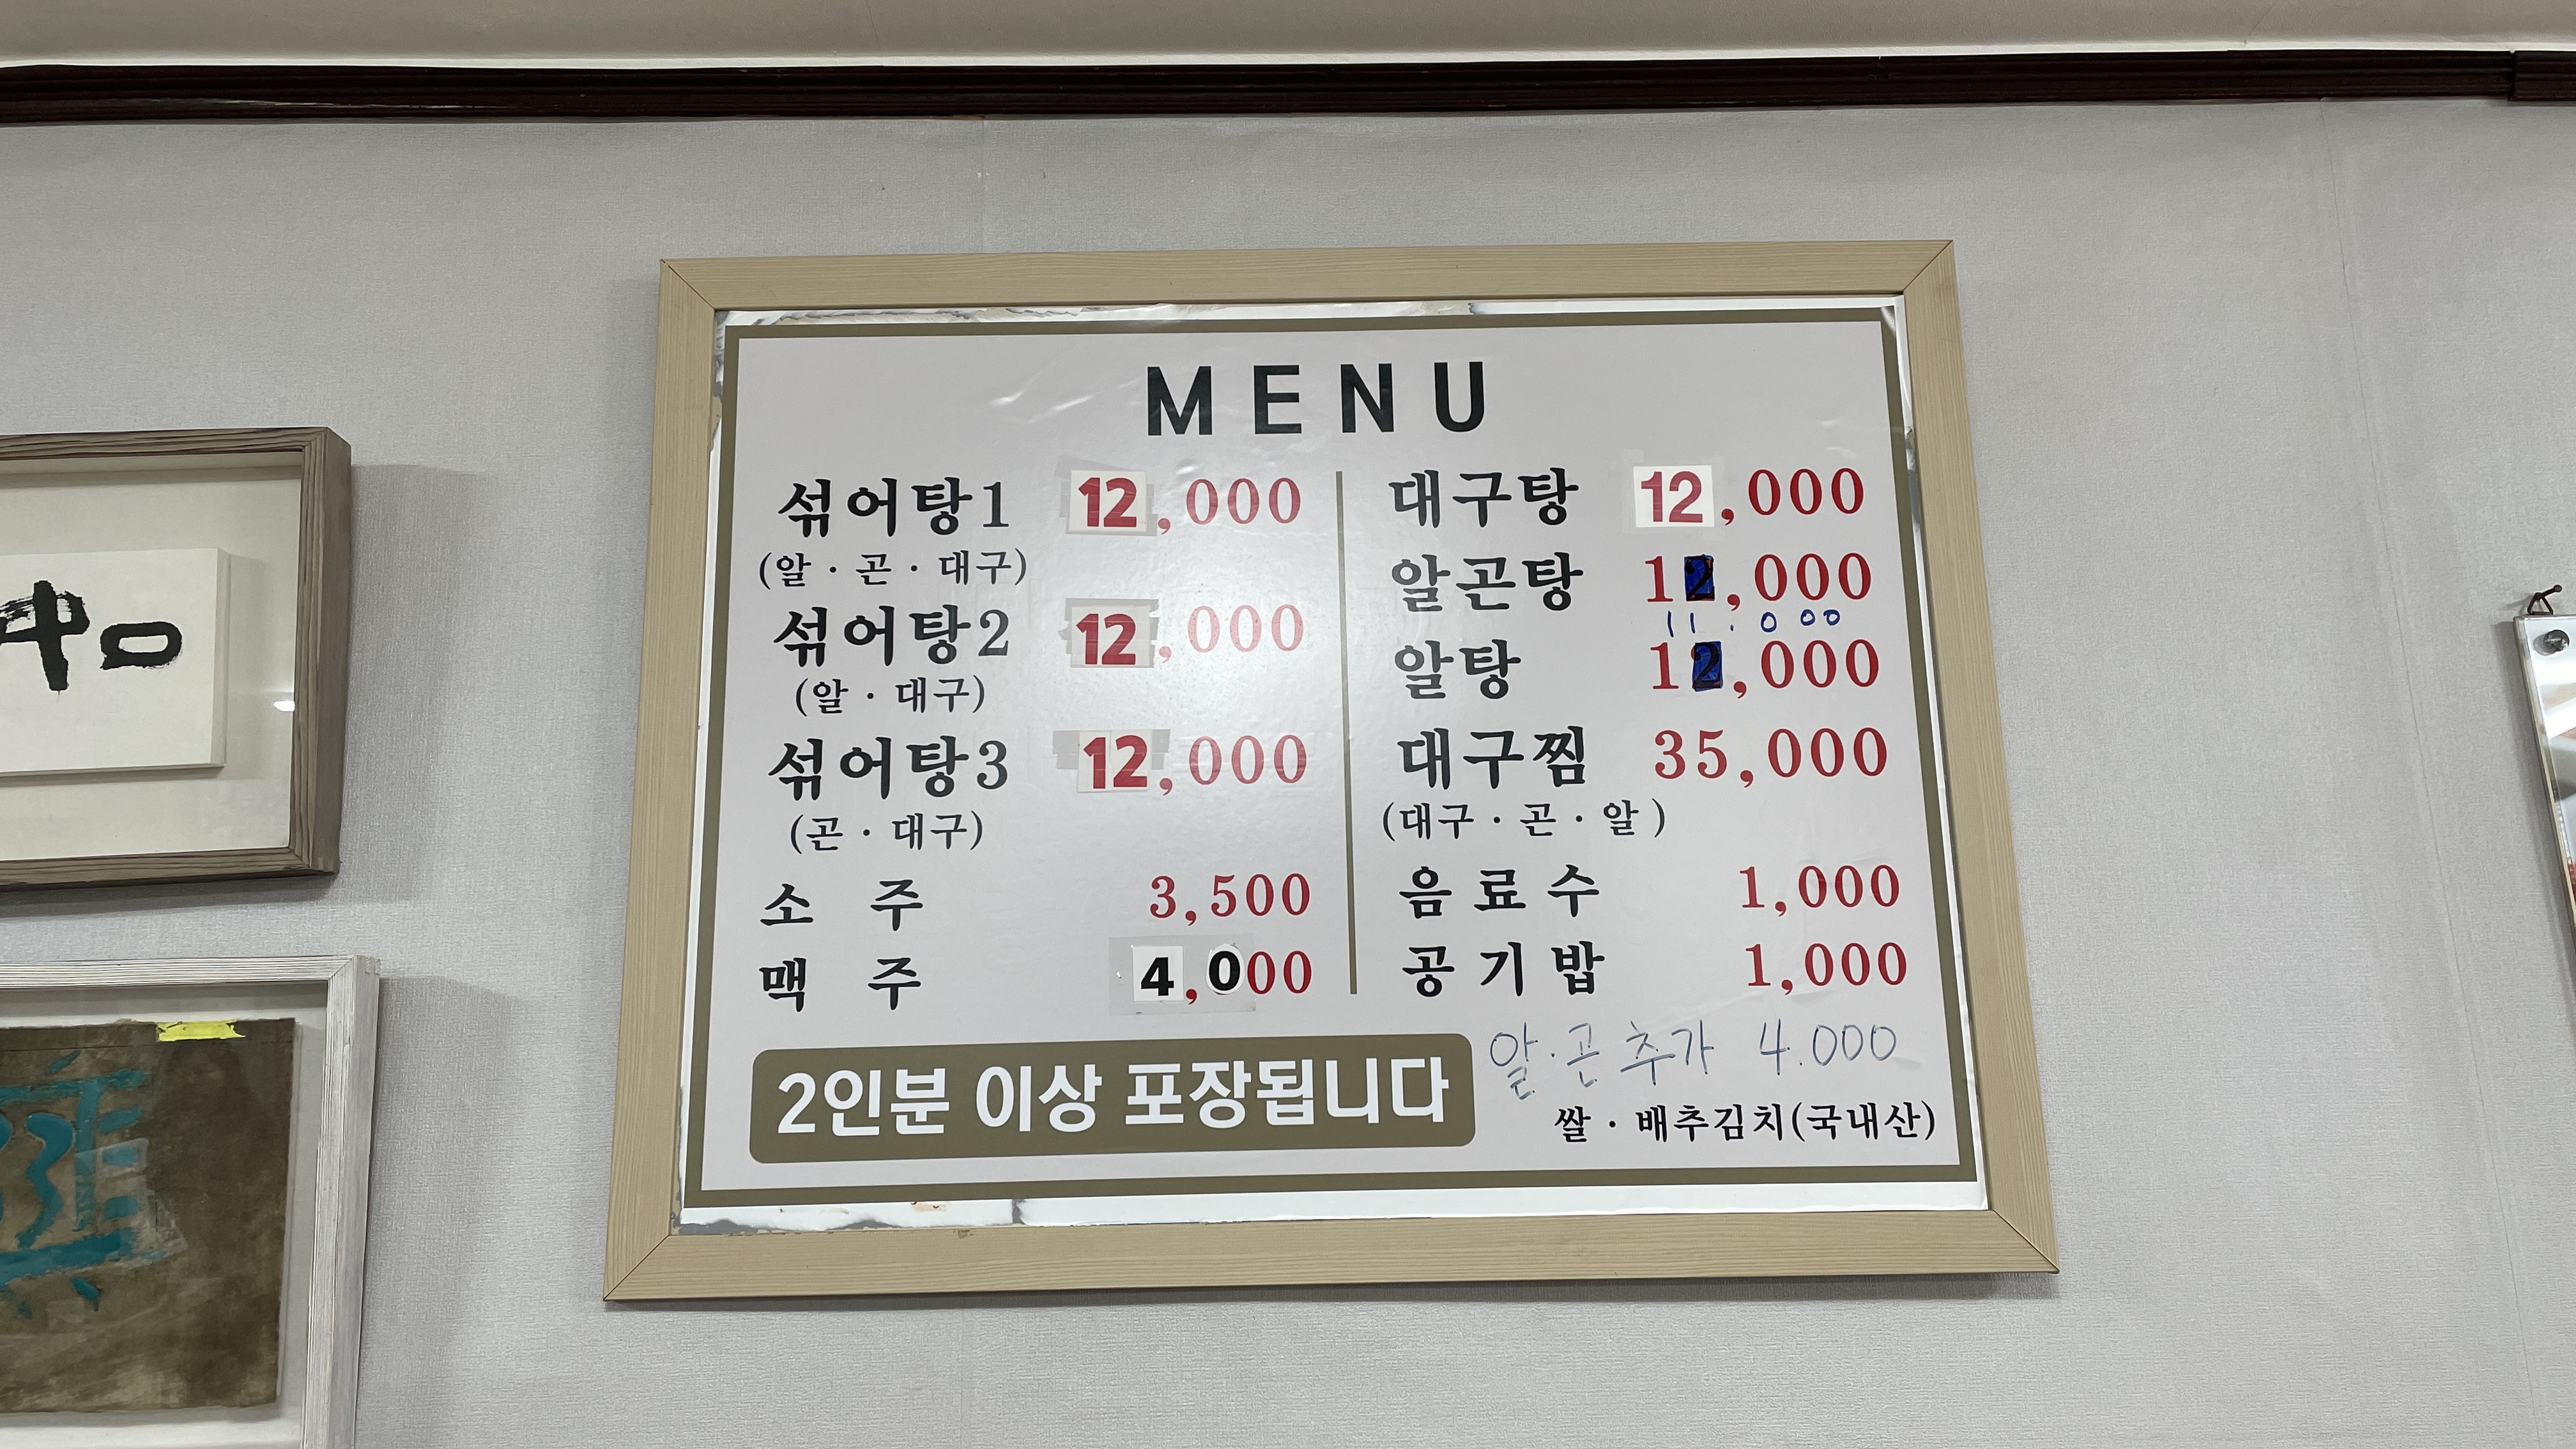 MENU
섞어탕1 12,000
(알 · 곤 · 대구)
섞어탕2 12,000
(알 · 대구)
섞어탕3 12,000
(곤 · 대구)
소 주 3,500
맥 주 4,000
대구탕 12,000
알곤탕 12,000
11.000
알탕 12,000
대구찜 35,000
(대구 · 곤 · 알 )
음료수 1,000
공기밥 1,000
알·곤 추가 4.000
2인분 이상 포장됩니다
쌀 · 배추김치(국내산)